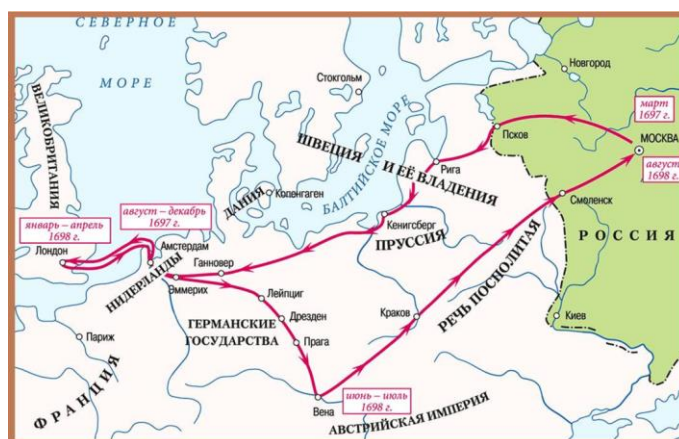 СЕВЕРНОЕ
МОРЕ
ВЕЛИКОБРИТАНИЯ
Стокгольм
Новгород
март
1697 г.
МОСКВА
август
1698 г.
Псков
Рига
ШВЕЦИЯ
И ЕЁ ВЛАДЕНИЯ
БАЛТИЙСКОЕ МОРЕ
ДАНИЯ
Копенгаген
Смоленск
РОССИЯ
Кенигсберг
ПРУССИЯ
январь – апрель
1698 г.
август – декабрь
1697 г.
Лондон
Амстердам
НИДЕРЛАНДЫ
Ганновер
Эммерих
Лейпциг
Дрезден
Прага
ГЕРМАНСКИЕ
ГОСУДАРСТВА
Краков
РЕЧЬ ПОСПОЛИТАЯ
Киев
Париж
ФРАНЦИЯ
Вена
июнь – июль
1698 г.
АВСТРИЙСКАЯ ИМПЕРИЯ